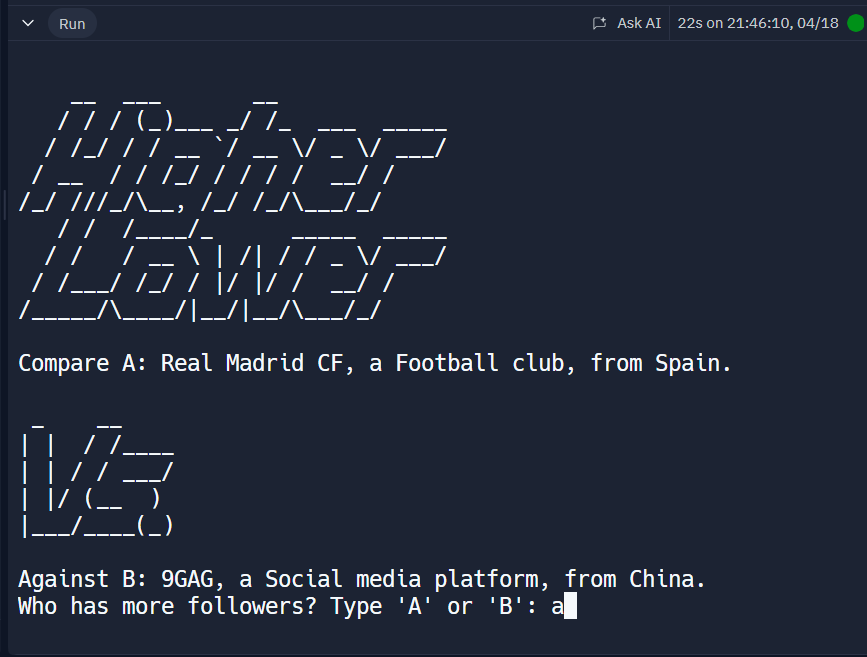 Run
Ask AI
22s on 21:46:10, 04/18
    __  ___       __
   / / / (_)___ _/ /_  ___  _____
  / /_/ / / __ `/ __ \/ _ \/ ___/
 / __  / / /_/ / / / /  __/ /
/_/ ///_/\__, /_/ /_/\___/_/
   / /  /____/_      _____  _____
  / /   / __ \ | /| / / _ \/ ___/
 / /___/ /_/ / |/ |/ /  __/ /
/_____/\____/|__/|__/\___/_/
Compare A: Real Madrid CF, a Football club, from Spain.
 _    __
| |  / /____
| | / / ___/
| |/ (__  )
|___/____(_)
Against B: 9GAG, a Social media platform, from China.
Who has more followers? Type 'A' or 'B': a